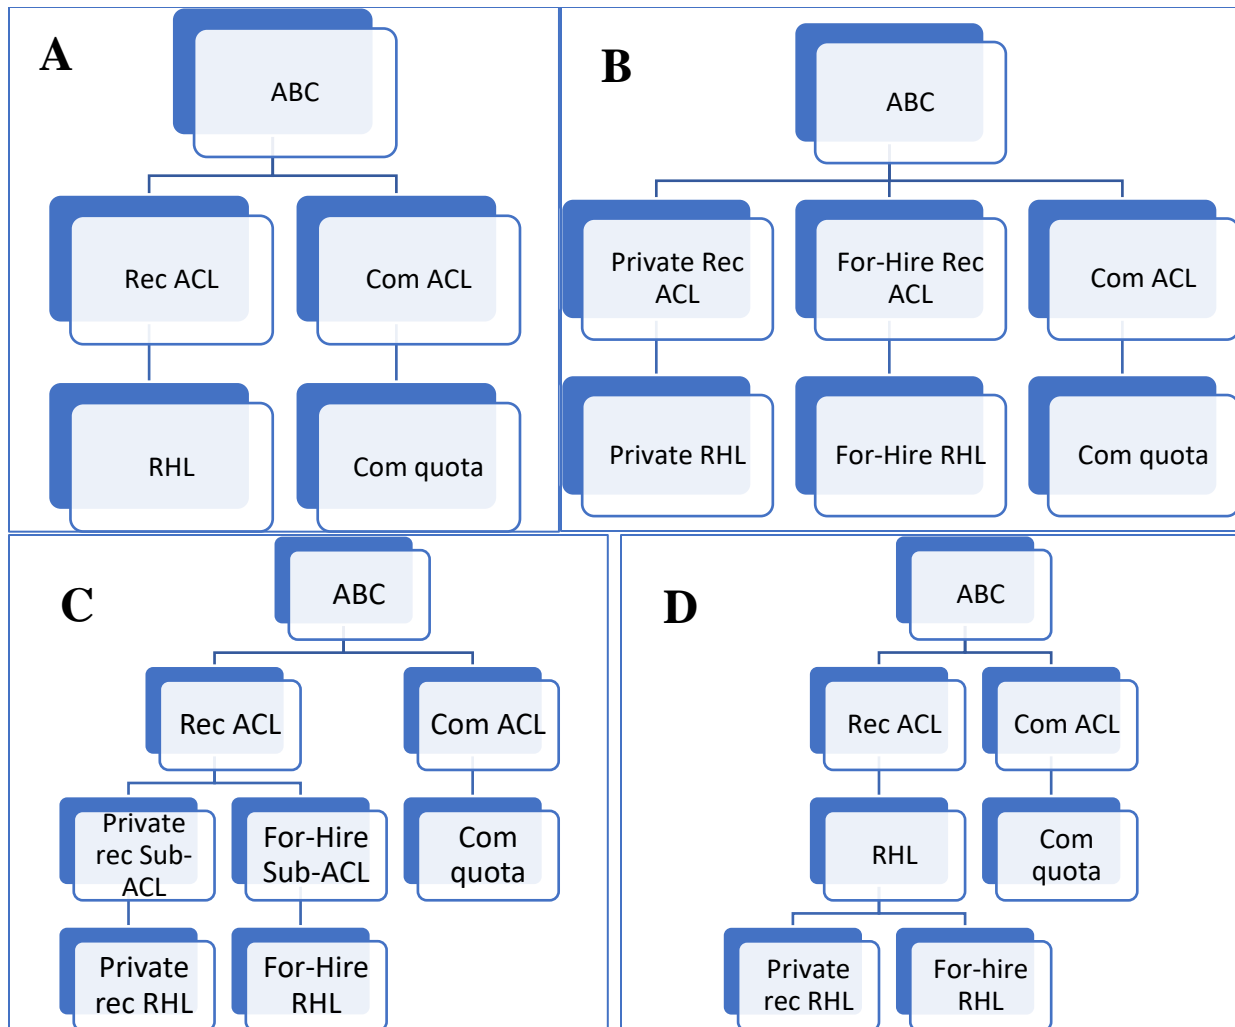 A
ABC
Rec ACL
Com ACL
RHL
Com quota
B
ABC
Private Rec
ACL
For-Hire Rec
ACL
Com ACL
Private RHL
For-Hire RHL
Com quota
C
ABC
Rec ACL
Com ACL
Private
rec Sub-
ACL
For-Hire
Sub-ACL
Com
quota
Private
rec RHL
For-Hire
RHL
D
ABC
Rec ACL
Com ACL
RHL
Com
quota
Private
rec RHL
For-hire
RHL